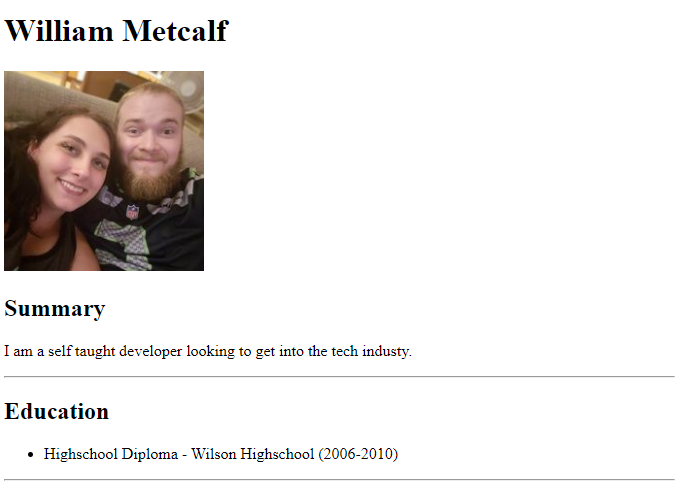 William Metcalf
Summary
I am a self taught developer looking to get into the tech industy.
Education
Highschool Diploma - Wilson Highschool (2006-2010)